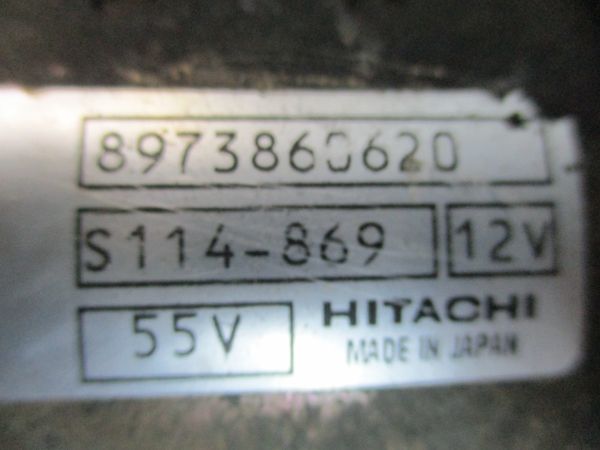 8973860620
S114-869 12V
55V HITACHI
MADE IN JAPAN